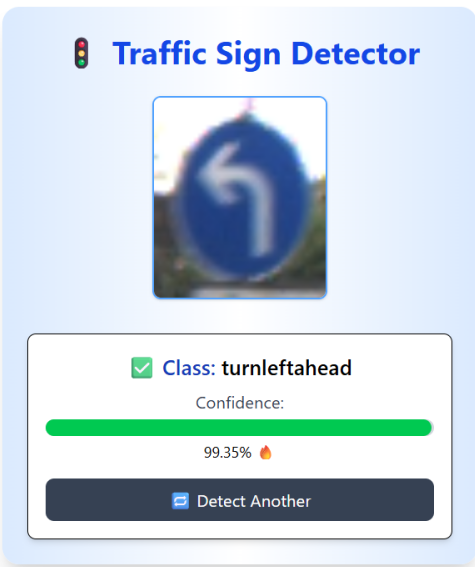 Traffic Sign Detector
Class: turnleftahead
Confidence:
99.35%
Detect Another